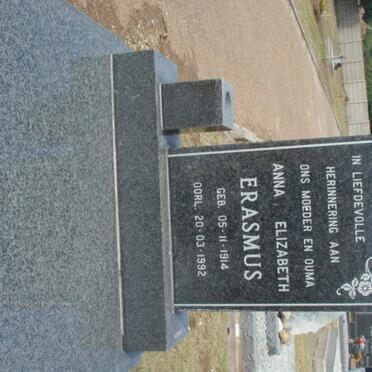 IN LIEFDEVOLLE
HERINNERING AAN
ONS MOEDER EN OUMA
ANNA ELIZABETH
ERASMUS
GEB. 05·11·1914
OORL. 20·03·1992